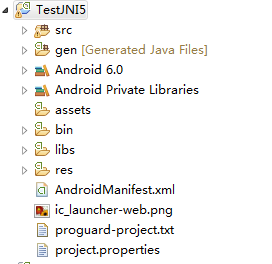 TestJNI5
src
gen [Generated Java Files]
Android 6.0
Android Private Libraries
assets
bin
libs
res
AndroidManifest.xml
ic_launcher-web.png
proguard-project.txt
project.properties